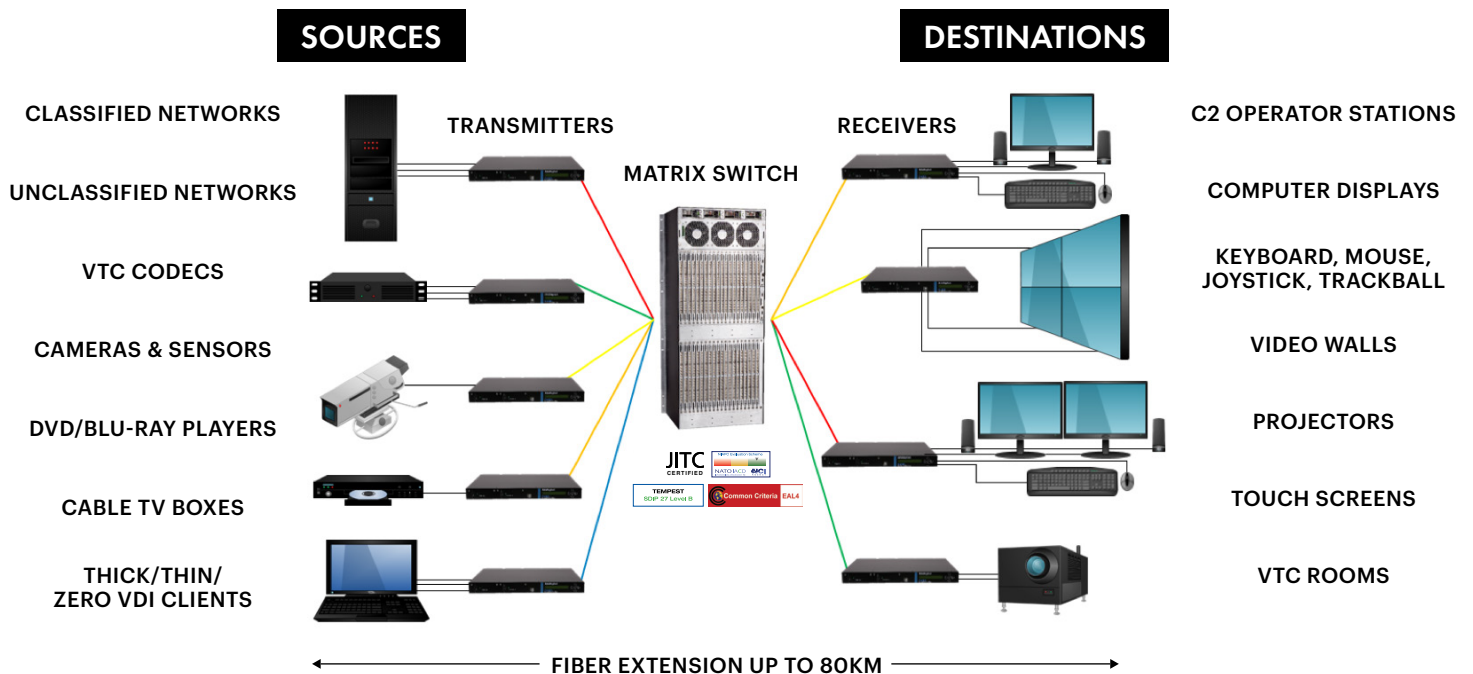 SOURCES
DESTINATIONS
CLASSIFIED NETWORKS
UNCLASSIFIED NETWORKS
VTC CODECS
CAMERAS & SENSORS
DVD/BLU-RAY PLAYERS
CABLE TV BOXES
THICK/THIN/
ZERO VDI CLIENTS
TRANSMITTERS
MATRIX SWITCH
JITC
CERTIFIED
TEMPEST
SDIP 27 Level B
Common Criteria
EAL4
RECEIVERS
C2 OPERATOR STATIONS
COMPUTER DISPLAYS
KEYBOARD, MOUSE,
JOYSTICK, TRACKBALL
VIDEO WALLS
PROJECTORS
TOUCH SCREENS
VTC ROOMS
FIBER EXTENSION UP TO 80KM